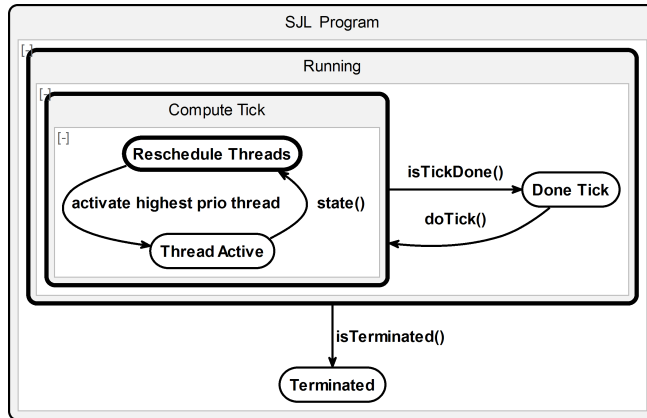 SJL Program
[-]
Running
[-]
Compute Tick
[-]
Reschedule Threads
isTickDone()
Done Tick
activate highest prio thread
state()
doTick()
Thread Active
isTerminated()
Terminated